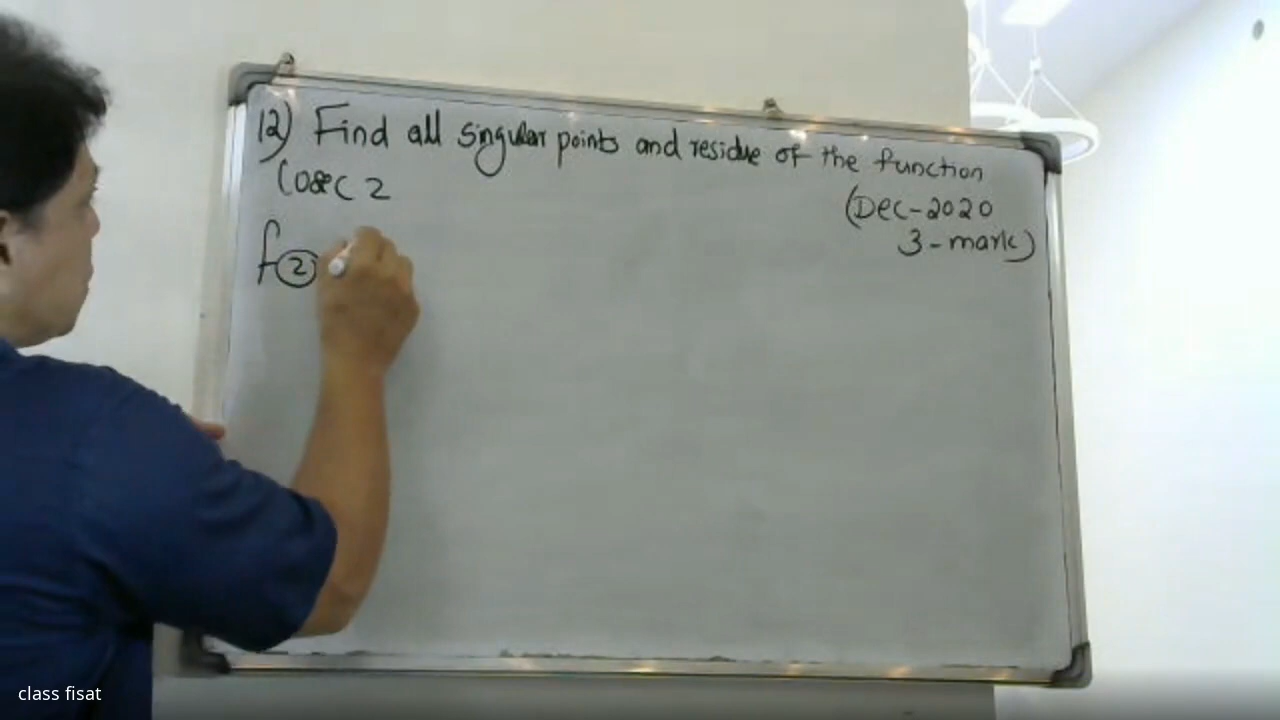 12) Find all singular points and residue of the function
Cosec z
(Dec-2020
3-mark)
f(z)
class fisat